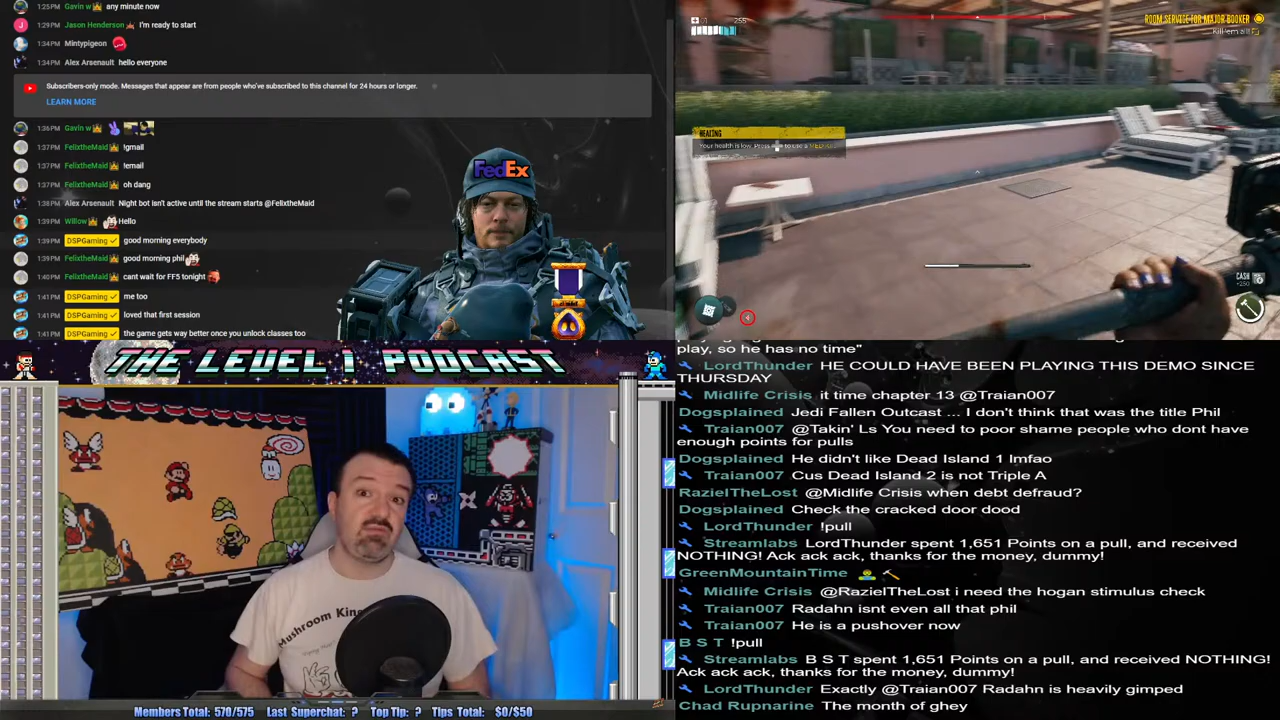 1:25PM Gavin w any minute now
1:29PM Jason Henderson I'm ready to start
1:34PM Mintypigeon
1:34PM Alex Arsenault hello everyone
Subscribers-only mode. Messages that appear are from people who've subscribed to this channel for 24 hours or longer.
LEARN MORE
1:36PM Gavin w
1:37PM FelixtheMaid !gmail
1:37PM FelixtheMaid !email
1:37PM FelixtheMaid oh dang
1:38PM Alex Arsenault Night bot isn't active until the stream starts @FelixtheMaid
1:39PM Willow Hello
1:39PM DSPGaming good morning everybody
1:39PM FelixtheMaid good morning phil
1:40PM FelixtheMaid cant wait for FF5 tonight
1:41PM DSPGaming me too
1:41PM DSPGaming loved that first session
1:41PM DSPGaming the game gets way better once you unlock classes too
FedEx
255
ROOM SERVICE FOR MAJOR BOOKER
Kill 'em all!
HEALING
Your health is low. Press to use a
CASH
+250
THE LEVEL 1 PODCAST
Mushroom King
Members Total: 570/575 Last Superchat: ? Top Tip: ? Tips Total: $0/$50
play, so he has no time"
LordThunder HE COULD HAVE BEEN PLAYING THIS DEMO SINCE
THURSDAY
Midlife Crisis it time chapter 13 @Traian007
Dogsplained Jedi Fallen Outcast ... I don't think that was the title Phil
Traian007 @Takin' Ls You need to poor shame people who dont have
enough points for pulls
Dogsplained He didn't like Dead Island 1 lmfao
Traian007 Cus Dead Island 2 is not Triple A
RazielTheLost @Midlife Crisis when debt defraud?
Dogsplained Check the cracked door dood
LordThunder !pull
Streamlabs LordThunder spent 1,651 Points on a pull, and received
NOTHING! Ack ack ack, thanks for the money, dummy!
GreenMountainTime
Midlife Crisis @RazielTheLost i need the hogan stimulus check
Traian007 Radahn isnt even all that phil
Traian007 He is a pushover now
B S T !pull
Streamlabs B S T spent 1,651 Points on a pull, and received NOTHING!
Ack ack ack, thanks for the money, dummy!
LordThunder Exactly @Traian007 Radahn is heavily gimped
Chad Rupnarine The month of ghey